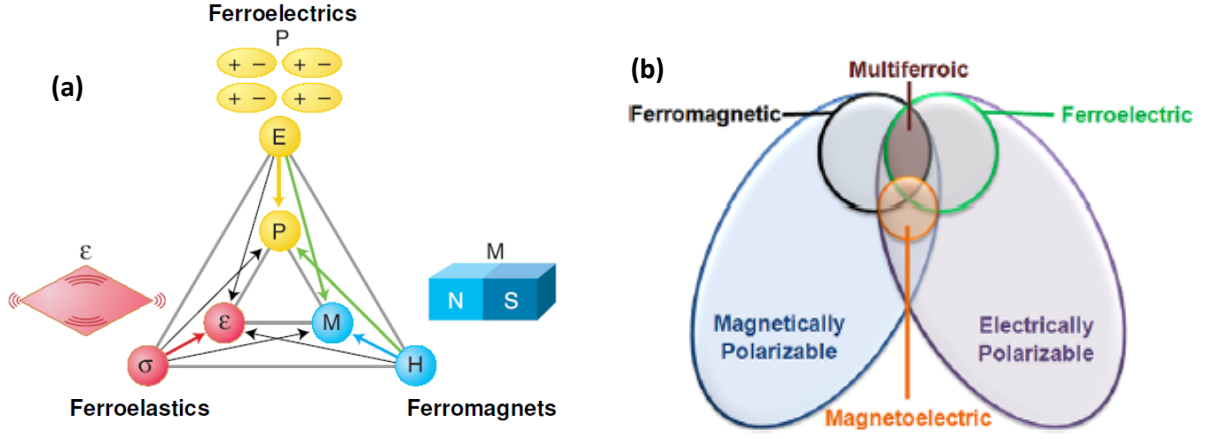 Ferroelectrics
P
(a)
+ − + −
+ − + −
E
P
ε
M
N S
ε M
σ H
Ferroelastics Ferromagnets
(b)
Multiferroic
Ferromagnetic
Ferroelectric
Magnetically
Polarizable
Electrically
Polarizable
Magnetoelectric